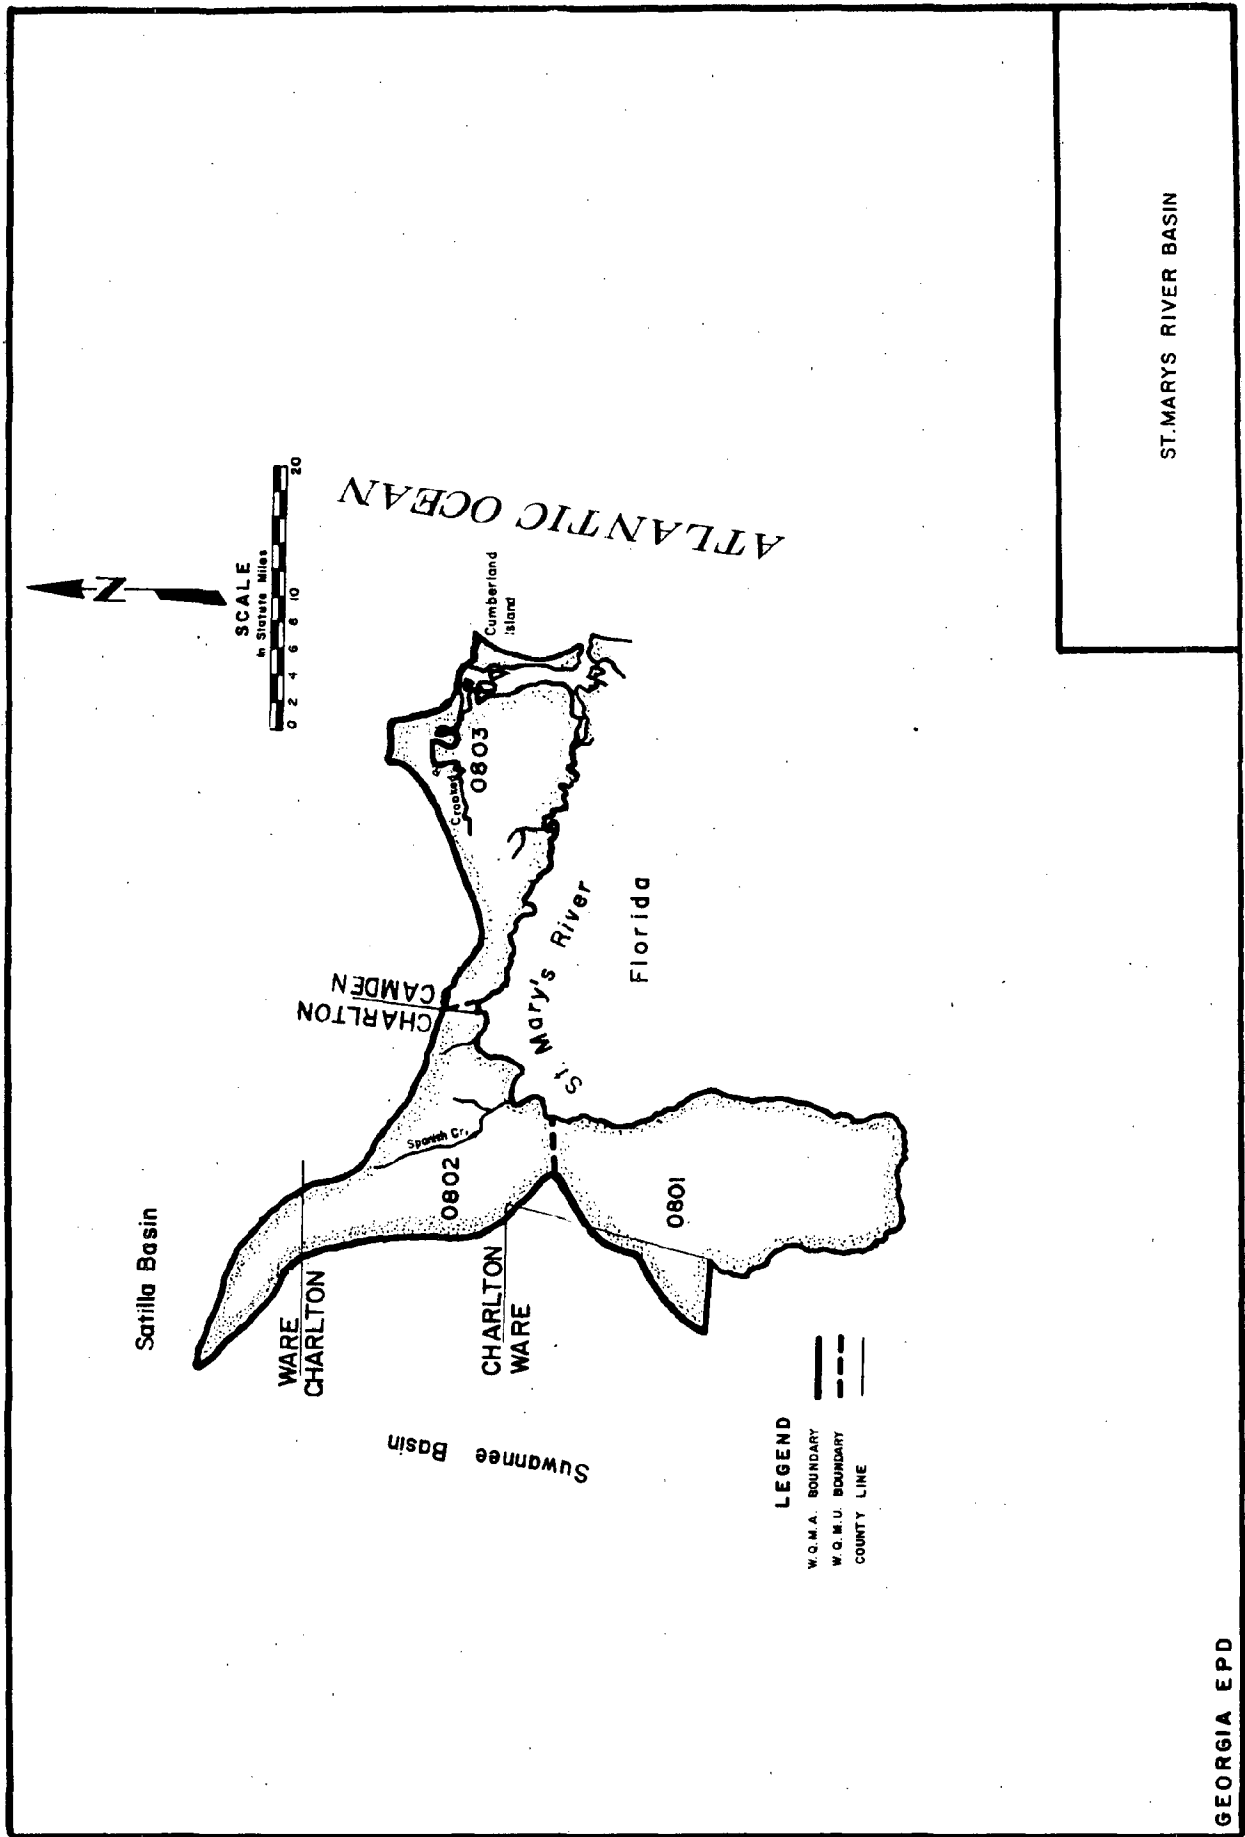 Satilla Basin
N
SCALE
In Statute Miles
0 2 4 6 8 10 20
WARE
CHARLTON
CHARLTON
CAMDEN
ATLANTIC OCEAN
Cumberland
Island
Crooked
0803
Spanish Cr.
0802
CHARLTON
WARE
St. Mary's River
Florida
0801
Suwannee Basin
LEGEND
W.Q.M.A. BOUNDARY
W.Q.M.U. BOUNDARY
COUNTY LINE
ST. MARYS RIVER BASIN
GEORGIA EPD